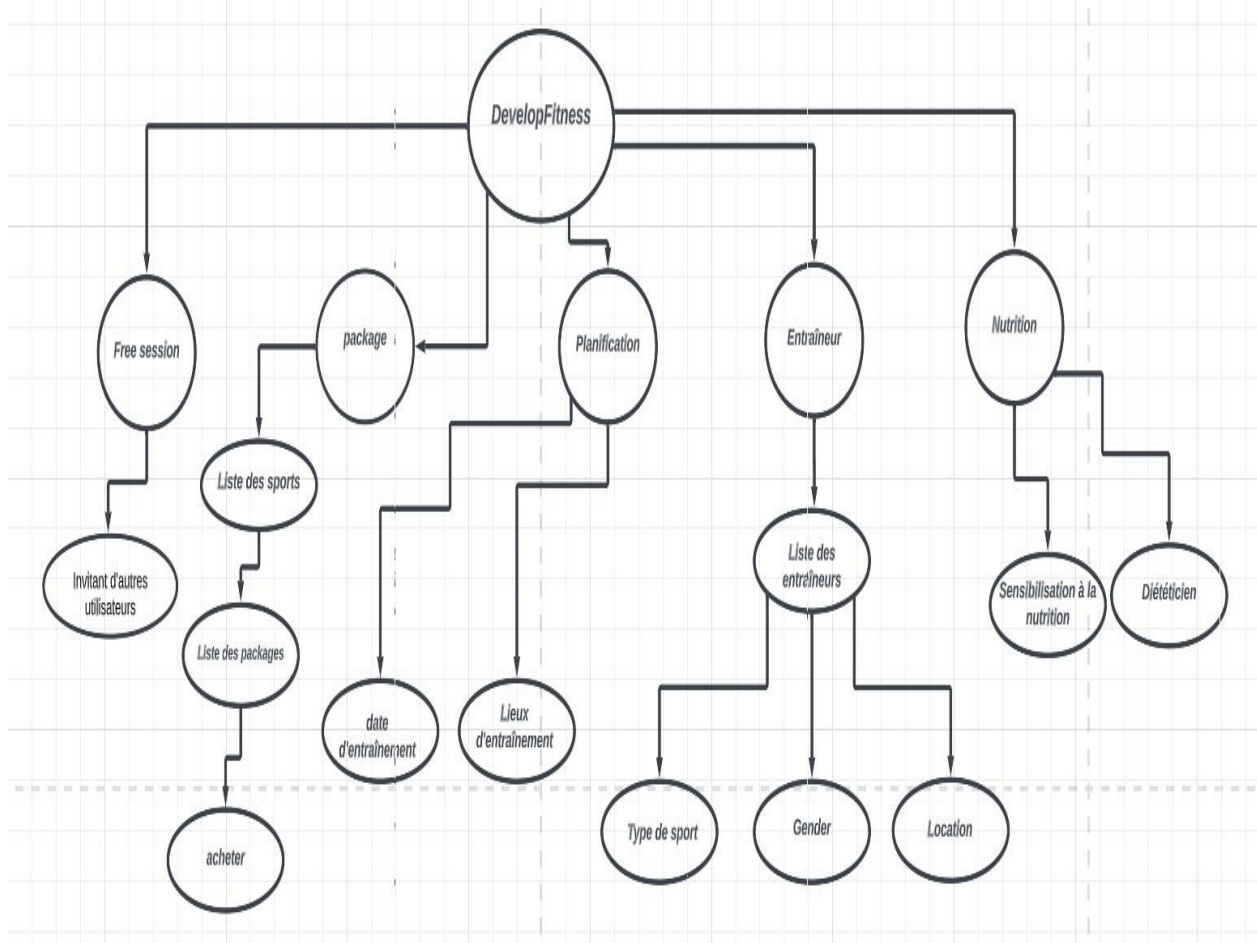 DevelopFitness
Free session
package
Planification
Entraîneur
Nutrition
Liste des sports
Invitant d'autres
utilisateurs
Liste des packages
acheter
date
d'entraînement
Lieux
d'entraînement
Liste des
entraîneurs
Type de sport
Gender
Location
Sensibilisation à la
nutrition
Diététicien